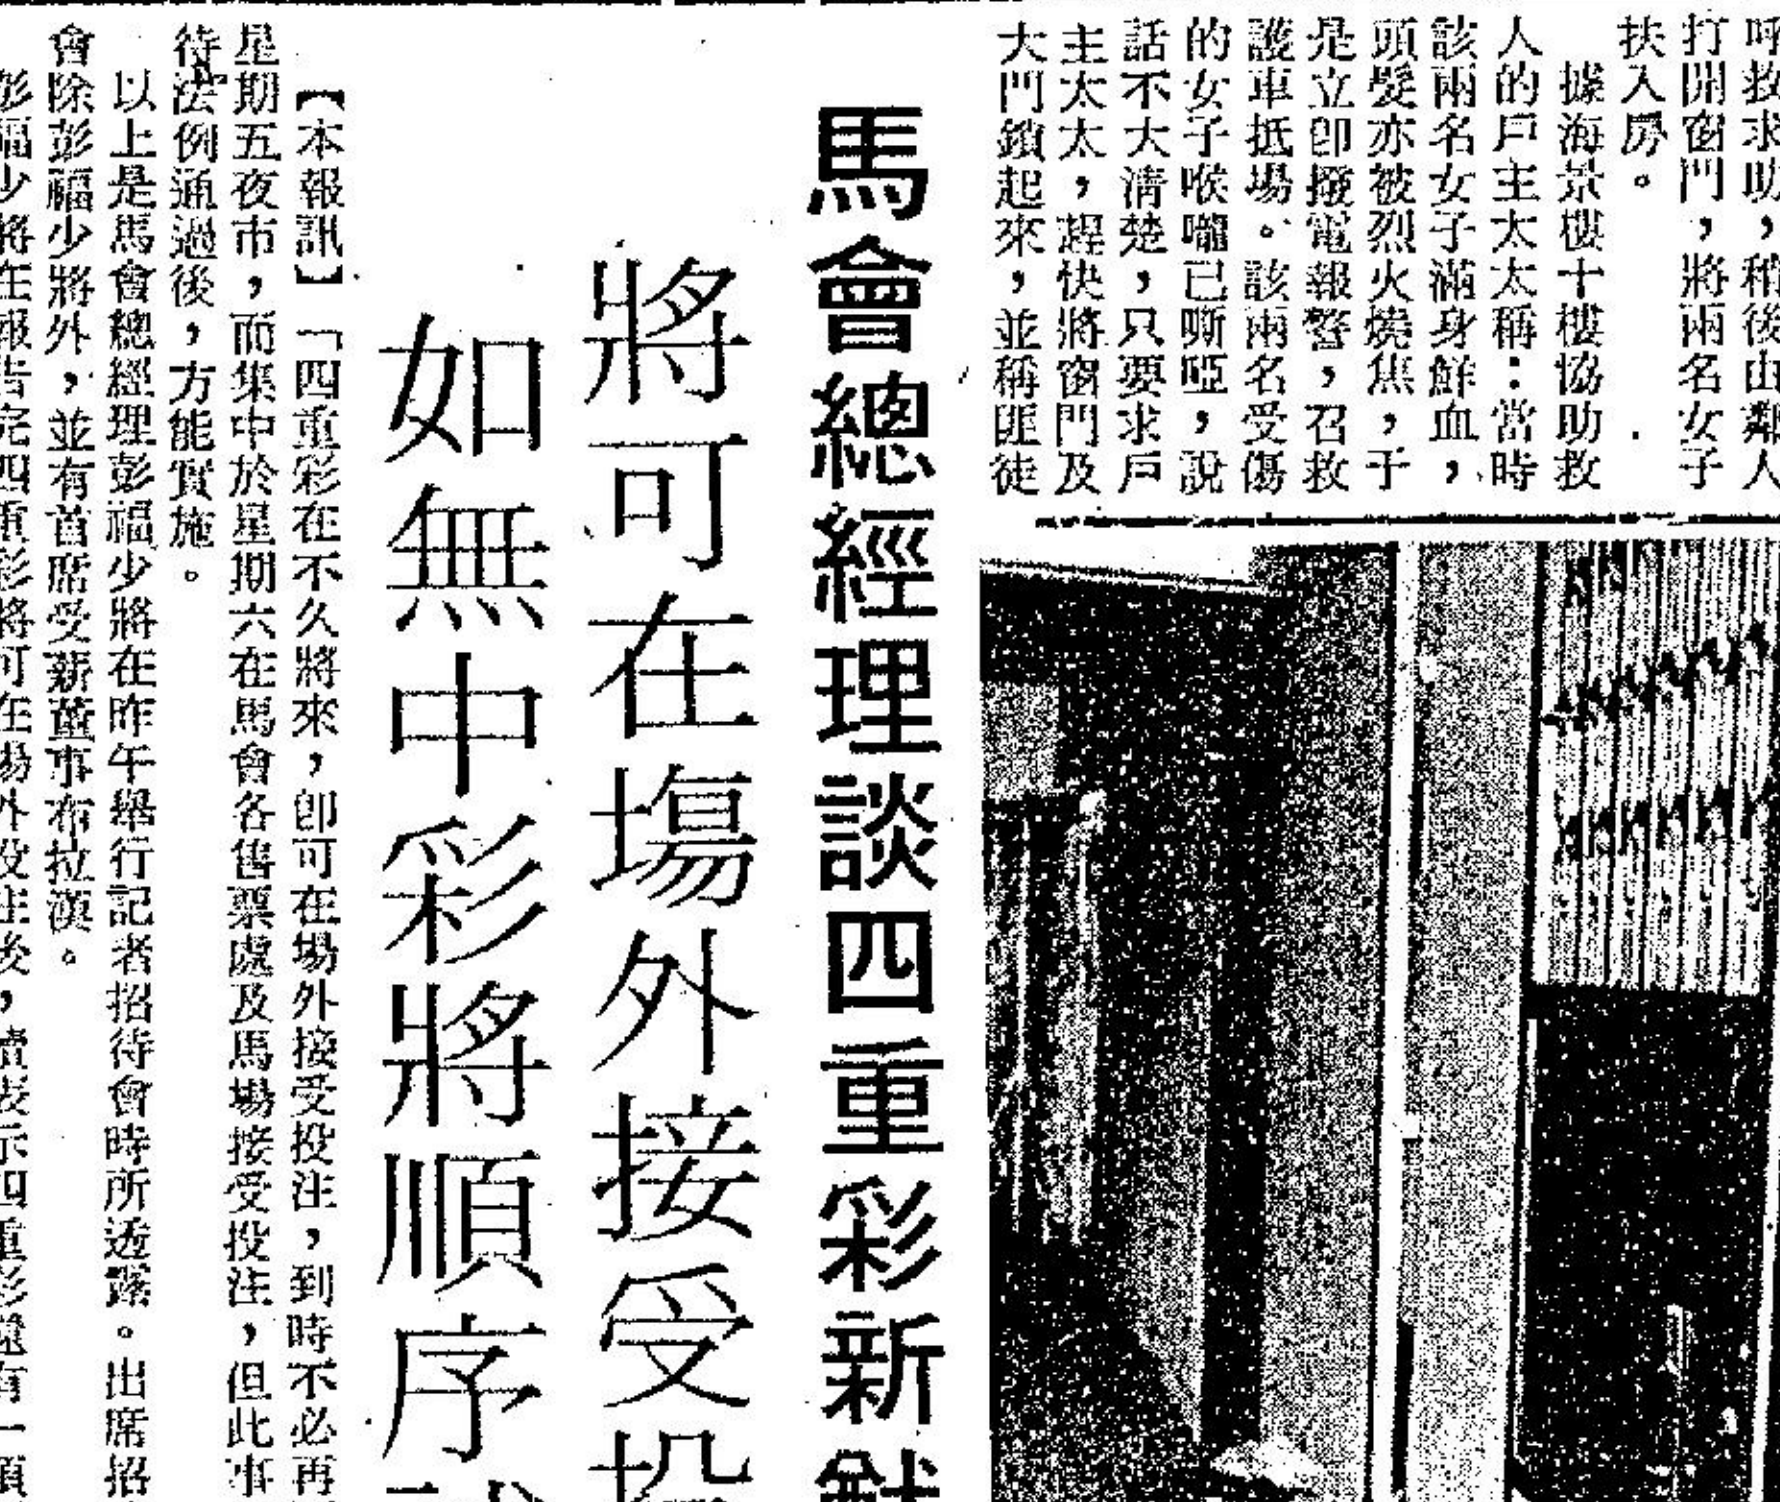 呼救求助，稍後由鄰人
打開窗門，將兩名女子
扶入房。
據海景樓十樓協助救
人的戶主太太稱：當時
該兩名女子滿身鮮血，
頭髮亦被烈火燒焦，于
是立即撥電報警，召救
護車抵場。該兩名受傷
的女子喉嚨已嘶啞，說
話不大清楚，只要求戶
主太太，趕快將窗門及
大門鎖起來，並稱匪徒
馬會總經理談四重彩新猷
將可在塲外接受投
如無中彩將順序
【本報訊】「四重彩在不久將來，即可在場外接受投注，到時不必再
星期五夜市，而集中於星期六在馬會各售票處及馬場接受投注，但此事
待法例通過後，方能實施。
以上是馬會總經理彭福少將在昨午舉行記者招待會時所透露。出席招
會除彭福少將外，並有首席受薪董事布拉漢。
彭福少將在報告完四重彩將可在場外投注後，續表示四重彩還有一項